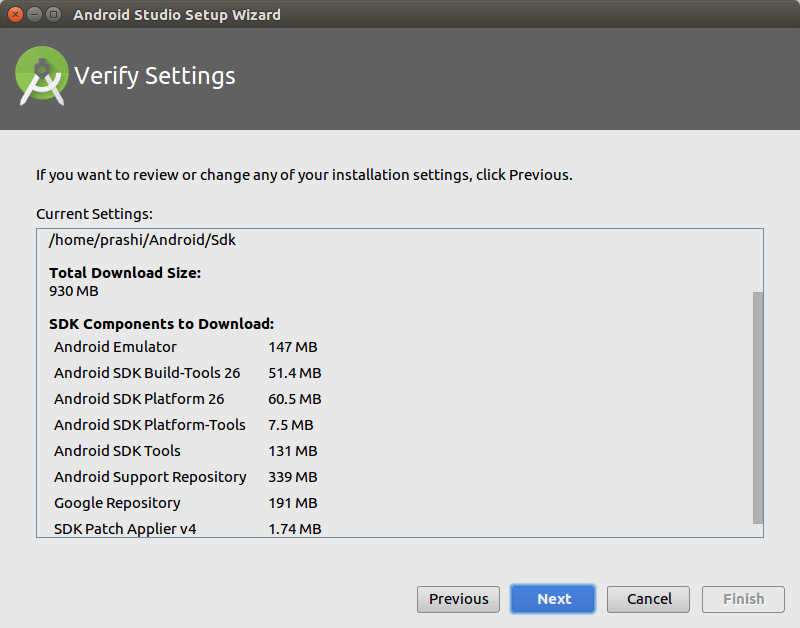 Android Studio Setup Wizard
Verify Settings
If you want to review or change any of your installation settings, click Previous.
Current Settings:
/home/prashi/Android/Sdk
Total Download Size:
930 MB
SDK Components to Download:
Android Emulator 147 MB
Android SDK Build-Tools 26 51.4 MB
Android SDK Platform 26 60.5 MB
Android SDK Platform-Tools 7.5 MB
Android SDK Tools 131 MB
Android Support Repository 339 MB
Google Repository 191 MB
SDK Patch Applier v4 1.74 MB
Previous Next Cancel Finish